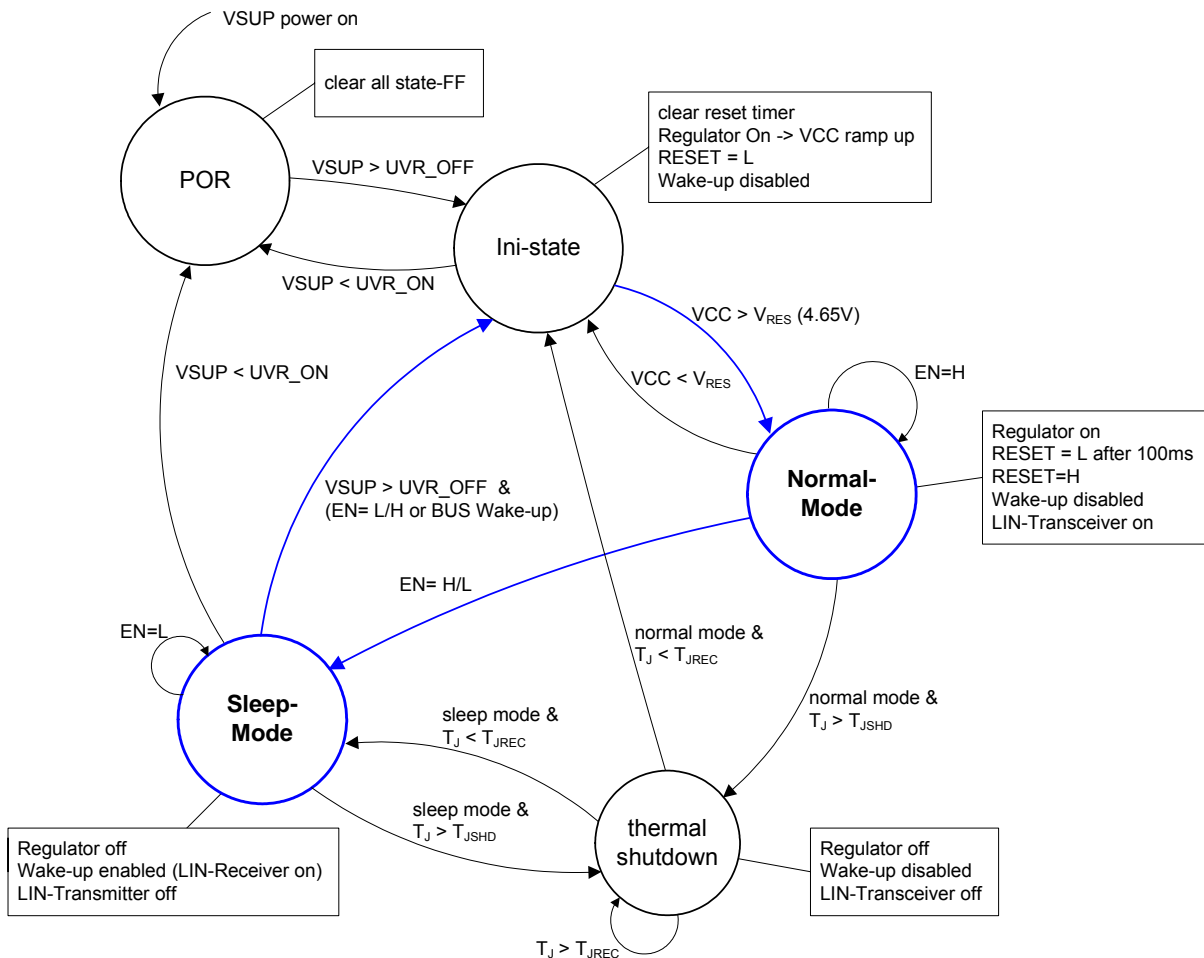 VSUP power on
clear all state-FF
clear reset timer
Regulator On -> VCC ramp up
RESET = L
Wake-up disabled
POR
VSUP > UVR_OFF
Ini-state
VSUP < UVR_ON
VCC > VRES (4.65V)
VSUP < UVR_ON
VCC < VRES
EN=H
Regulator on
RESET = L after 100ms
RESET=H
Wake-up disabled
LIN-Transceiver on
Normal-
Mode
VSUP > UVR_OFF &
(EN= L/H or BUS Wake-up)
EN= H/L
EN=L
normal mode &
TJ < TJREC
normal mode &
TJ > TJSHD
Sleep-
Mode
sleep mode &
TJ < TJREC
sleep mode &
TJ > TJSHD
thermal
shutdown
Regulator off
Wake-up enabled (LIN-Receiver on)
LIN-Transmitter off
Regulator off
Wake-up disabled
LIN-Transceiver off
TJ > TJREC